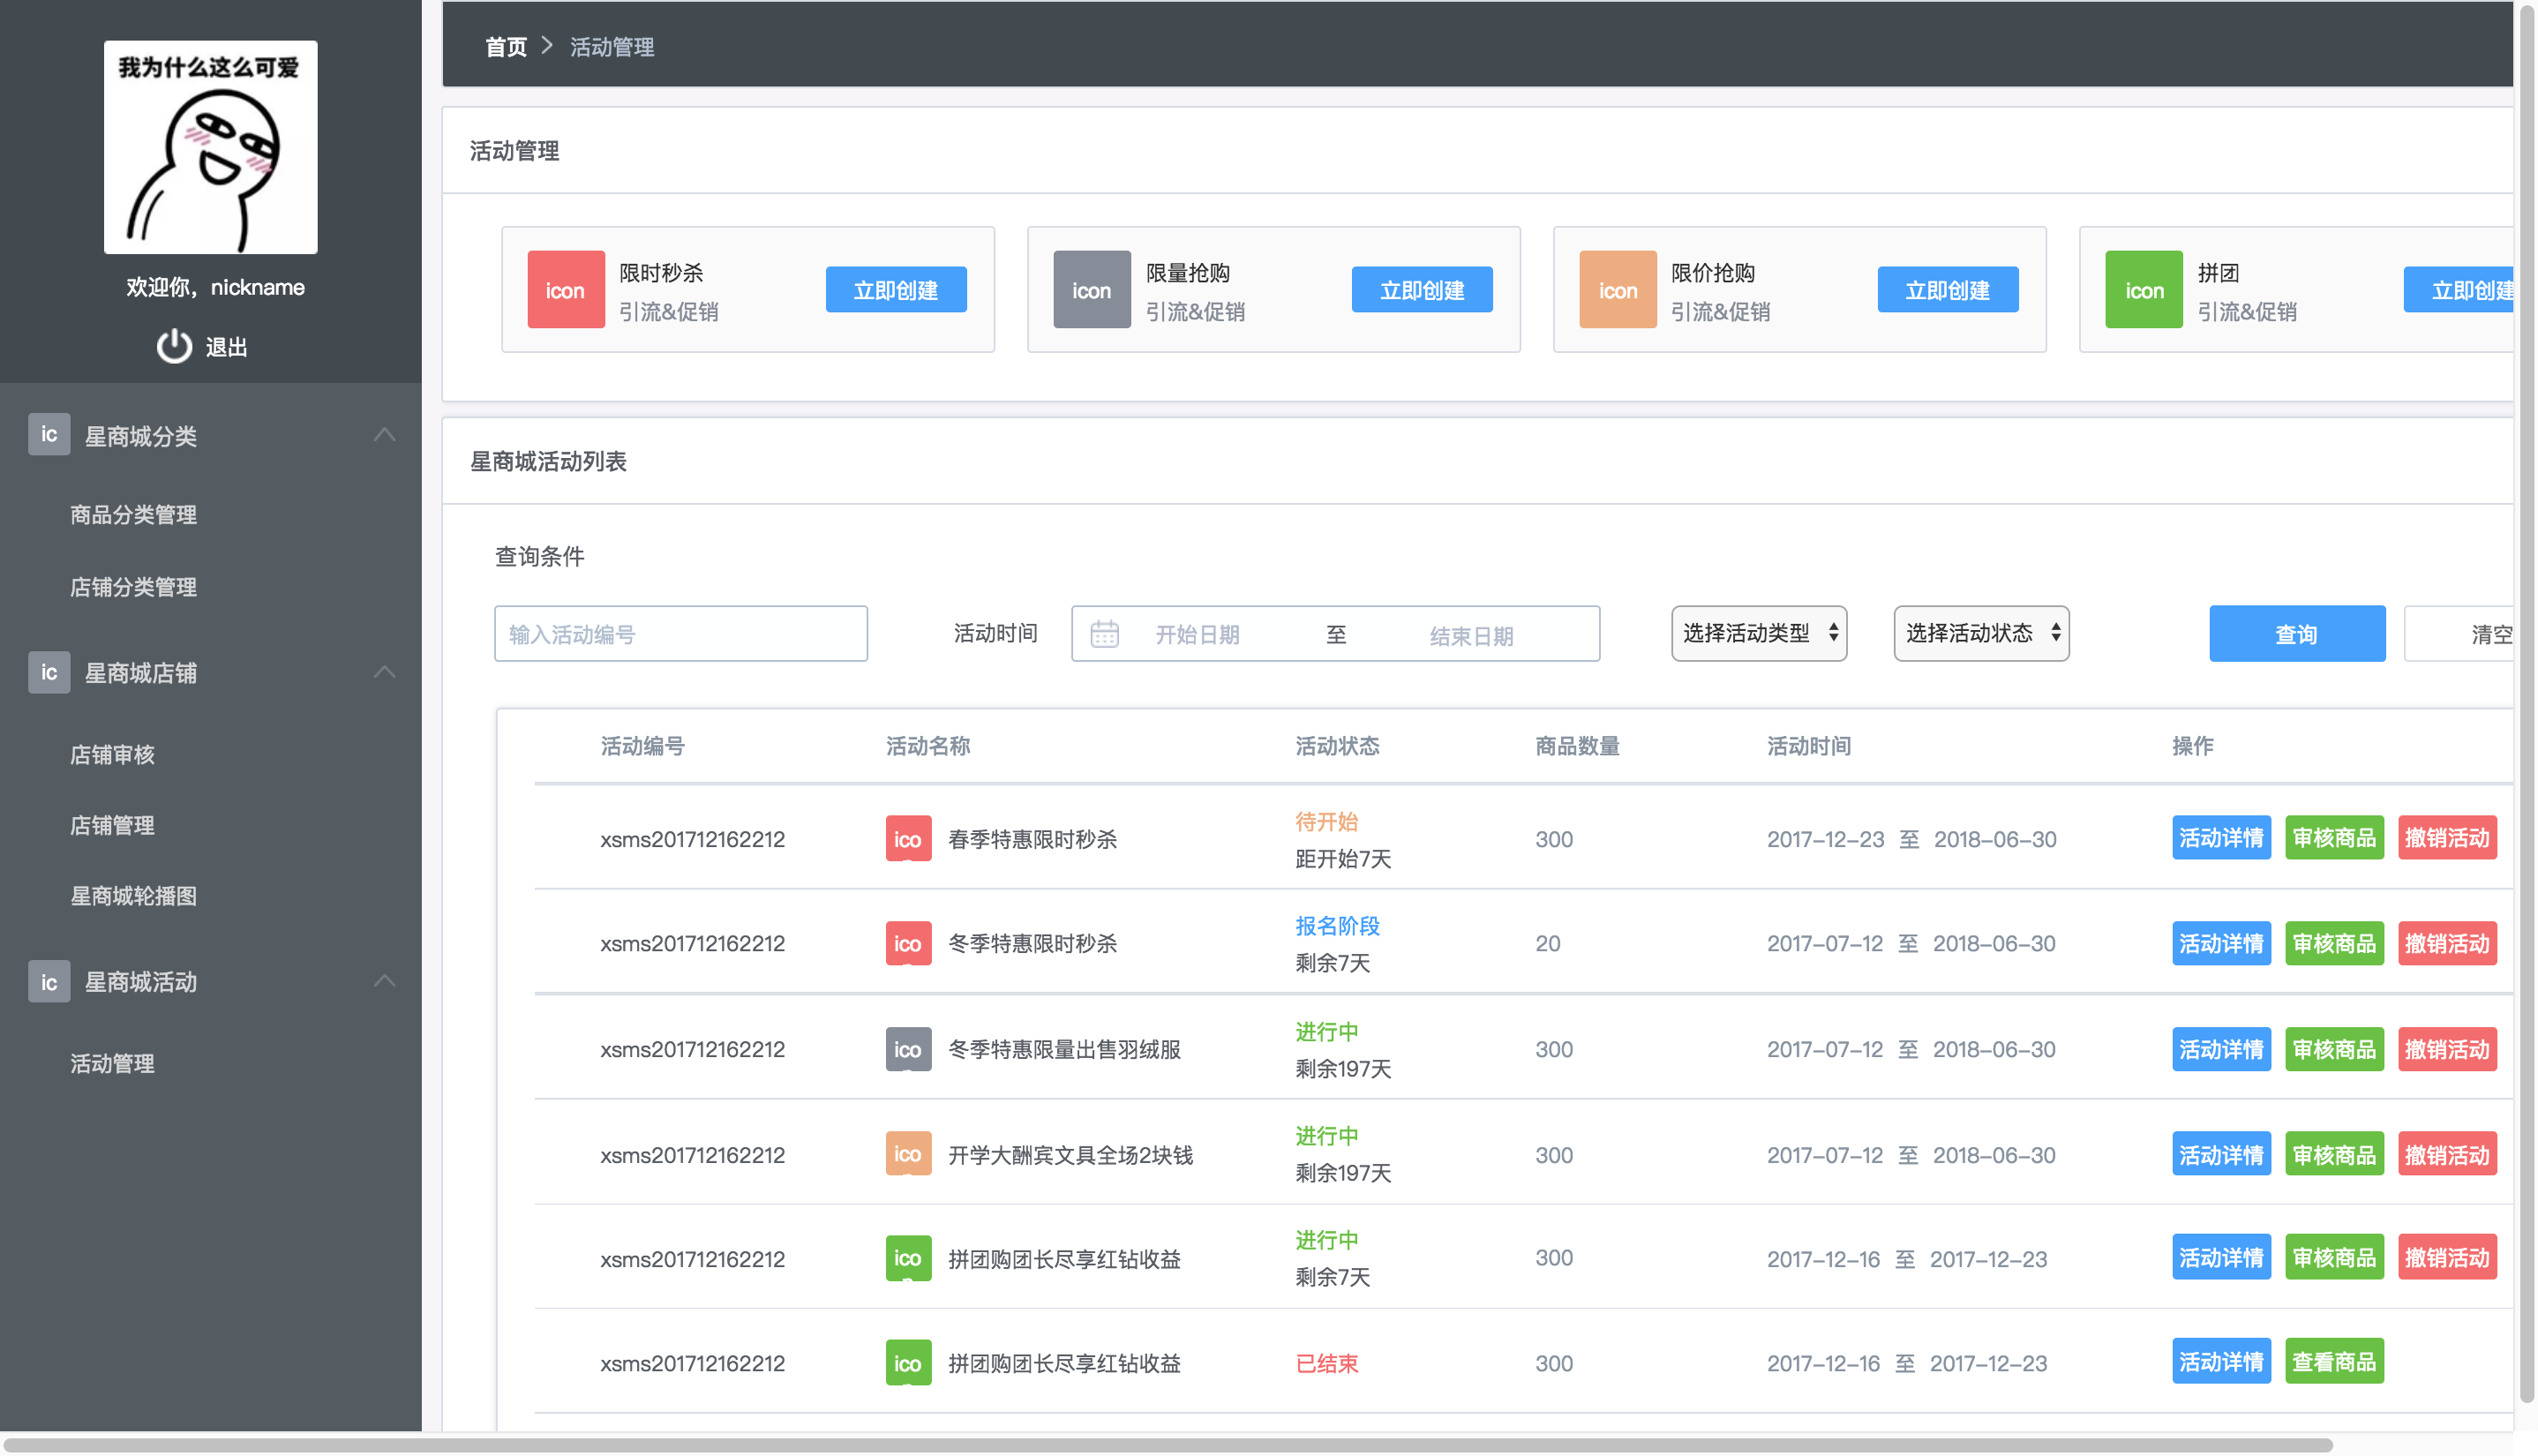 我为什么这么可爱
欢迎你，nickname
退出
ic 星商城分类
商品分类管理
店铺分类管理
ic 星商城店铺
店铺审核
店铺管理
星商城轮播图
ic 星商城活动
活动管理
首页 > 活动管理
活动管理
icon 限时秒杀 引流&促销 立即创建
icon 限量抢购 引流&促销 立即创建
icon 限价抢购 引流&促销 立即创建
icon 拼团 引流&促销 立即创建
星商城活动列表
查询条件
输入活动编号 活动时间 开始日期 至 结束日期 选择活动类型 选择活动状态 查询 清空
活动编号 活动名称 活动状态 商品数量 活动时间 操作
xsms201712162212 ico 春季特惠限时秒杀 待开始 距开始7天 300 2017-12-23 至 2018-06-30 活动详情 审核商品 撤销活动
xsms201712162212 ico 冬季特惠限时秒杀 报名阶段 剩余7天 20 2017-07-12 至 2018-06-30 活动详情 审核商品 撤销活动
xsms201712162212 ico 冬季特惠限量出售羽绒服 进行中 剩余197天 300 2017-07-12 至 2018-06-30 活动详情 审核商品 撤销活动
xsms201712162212 ico 开学大酬宾文具全场2块钱 进行中 剩余197天 300 2017-07-12 至 2018-06-30 活动详情 审核商品 撤销活动
xsms201712162212 ico 拼团购团长尽享红钻收益 进行中 剩余7天 300 2017-12-16 至 2017-12-23 活动详情 审核商品 撤销活动
xsms201712162212 ico 拼团购团长尽享红钻收益 已结束 300 2017-12-16 至 2017-12-23 活动详情 查看商品